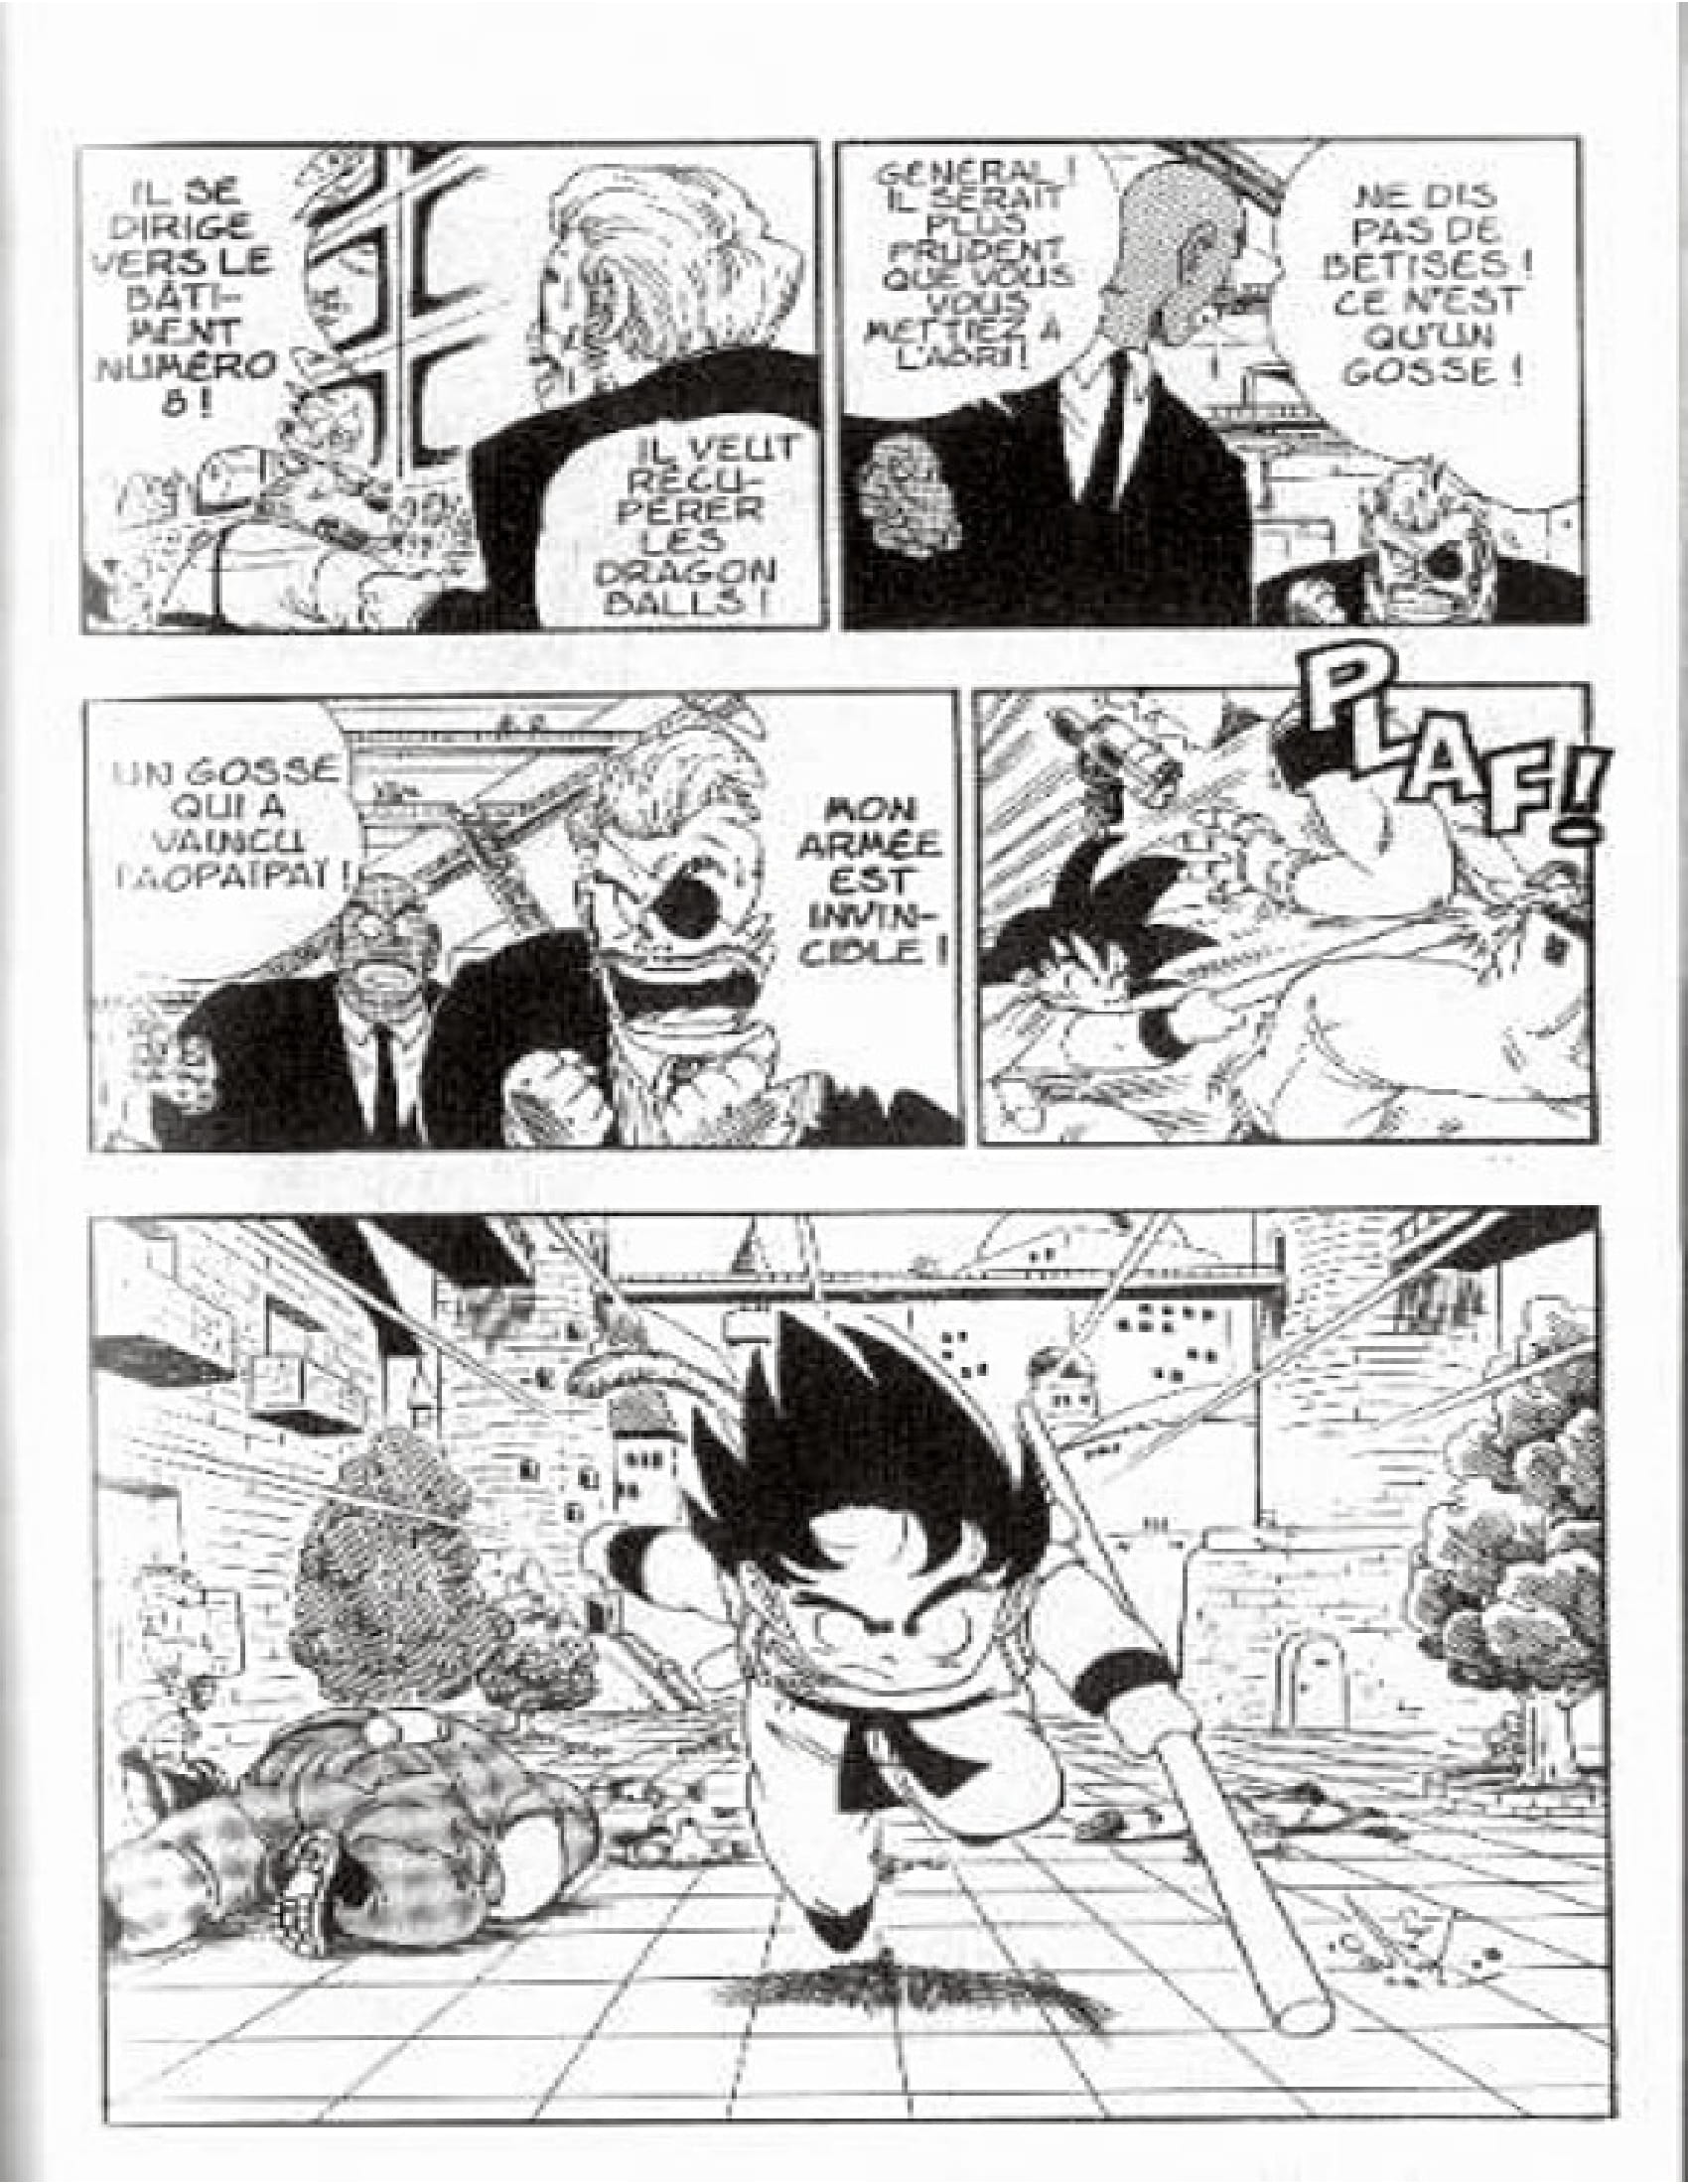 IL SE
DIRIGE
VERS LE
BÂTI-
MENT
NUMÉRO
8!
IL VEUT
RÉCU-
PÉRER
LES
DRAGON
BALLS!
GÉNÉRAL!
IL SERAIT
PLUS
PRUDENT
QUE VOUS
VOUS
METTIEZ À
L'ABRI!
NE DIS
PAS DE
BÊTISES!
CE N'EST
QU'UN
GOSSE!
UN GOSSE
QUI A
VAINCU
TAOPAÏPAÏ!
MON
ARMÉE
EST
INVIN-
CIBLE!
PLAF!